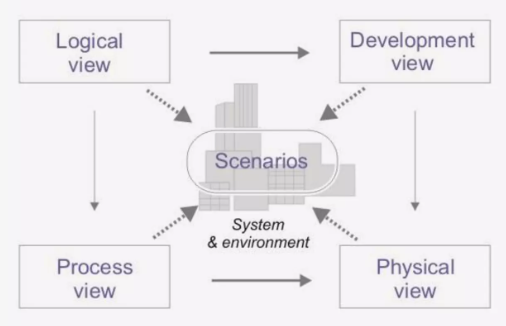 Logical
view
Development
view
Scenarios
System
& environment
Process
view
Physical
view